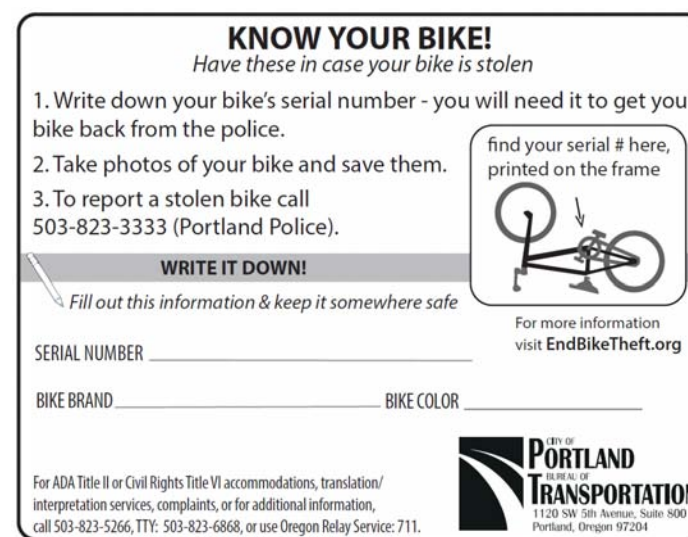 KNOW YOUR BIKE!
Have these in case your bike is stolen
1. Write down your bike's serial number - you will need it to get you
bike back from the police.
2. Take photos of your bike and save them.
3. To report a stolen bike call
503-823-3333 (Portland Police).
find your serial # here,
printed on the frame
WRITE IT DOWN!
Fill out this information & keep it somewhere safe
For more information
visit EndBikeTheft.org
SERIAL NUMBER
BIKE BRAND BIKE COLOR
For ADA Title II or Civil Rights Title VI accommodations, translation/
interpretation services, complaints, or for additional information,
call 503-823-5266, TTY: 503-823-6868, or use Oregon Relay Service: 711.
CITY OF
PORTLAND
BUREAU OF
TRANSPORTATION
1120 SW 5th Avenue, Suite 800
Portland, Oregon 97204